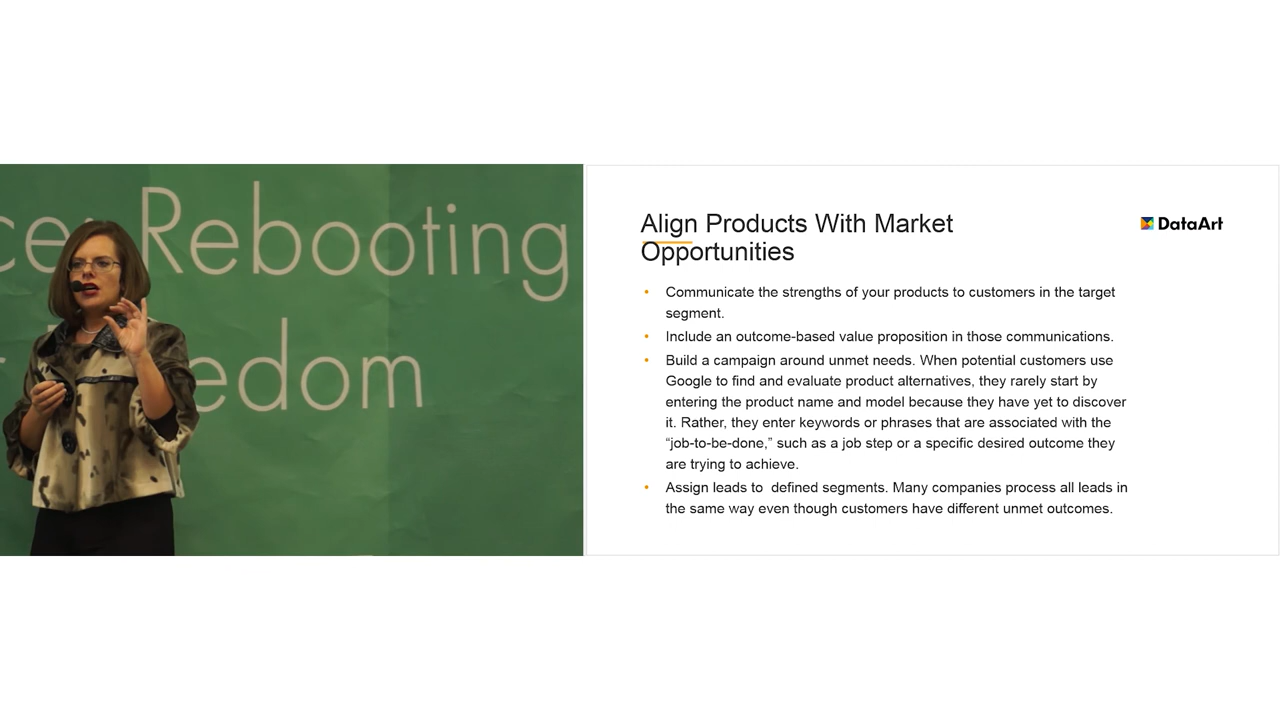 ce: Rebooting
edom
Align Products With Market
Opportunities
DataArt
• Communicate the strengths of your products to customers in the target
segment.
• Include an outcome-based value proposition in those communications.
• Build a campaign around unmet needs. When potential customers use
Google to find and evaluate product alternatives, they rarely start by
entering the product name and model because they have yet to discover
it. Rather, they enter keywords or phrases that are associated with the
“job-to-be-done,” such as a job step or a specific desired outcome they
are trying to achieve.
• Assign leads to  defined segments. Many companies process all leads in
the same way even though customers have different unmet outcomes.